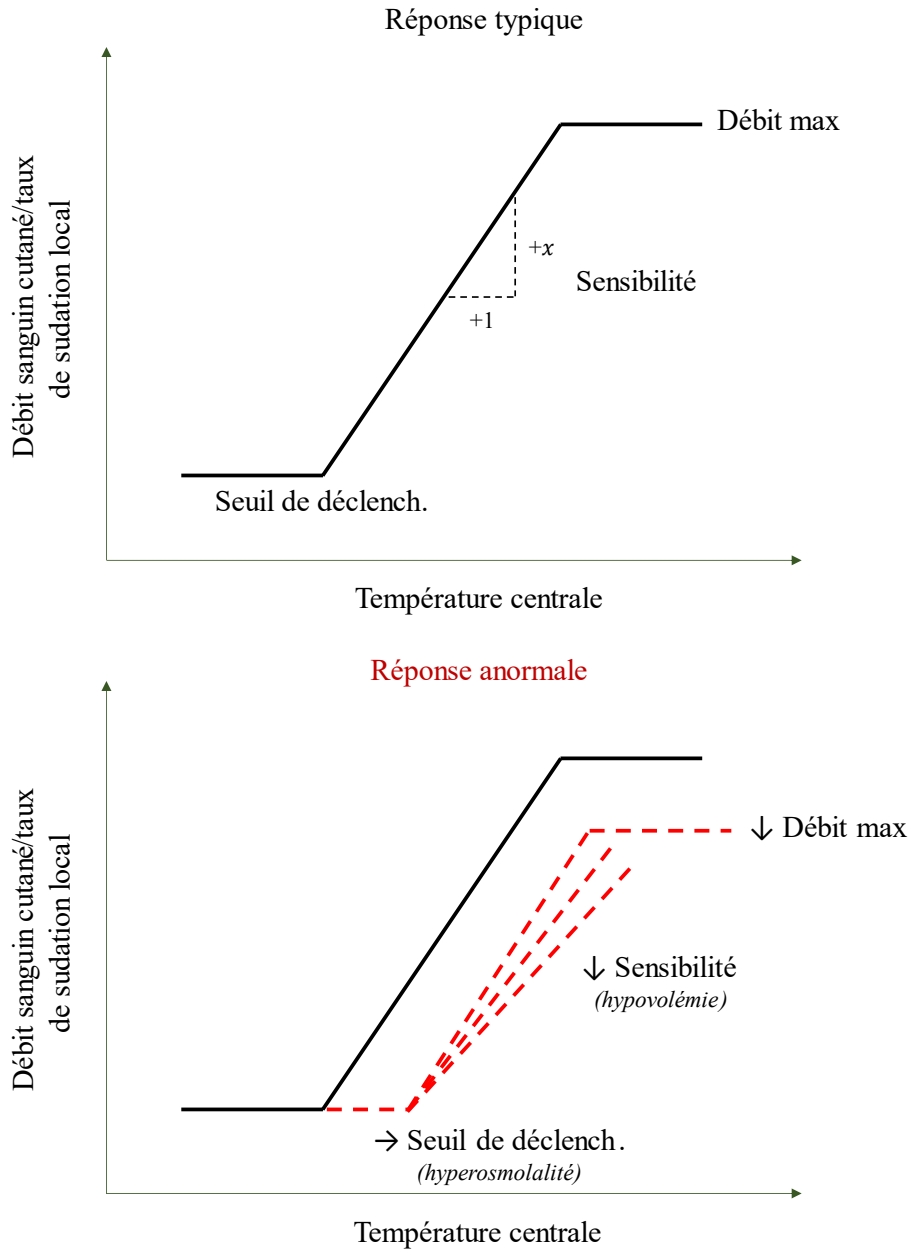 Réponse typique
Débit max
+x
Sensibilité
+1
Débit sanguin cutané/taux
de sudation local
Seuil de déclench.
Température centrale
Réponse anormale
↓ Débit max
↓ Sensibilité
(hypovolémie)
Débit sanguin cutané/taux
de sudation local
→ Seuil de déclench.
(hyperosmolalité)
Température centrale